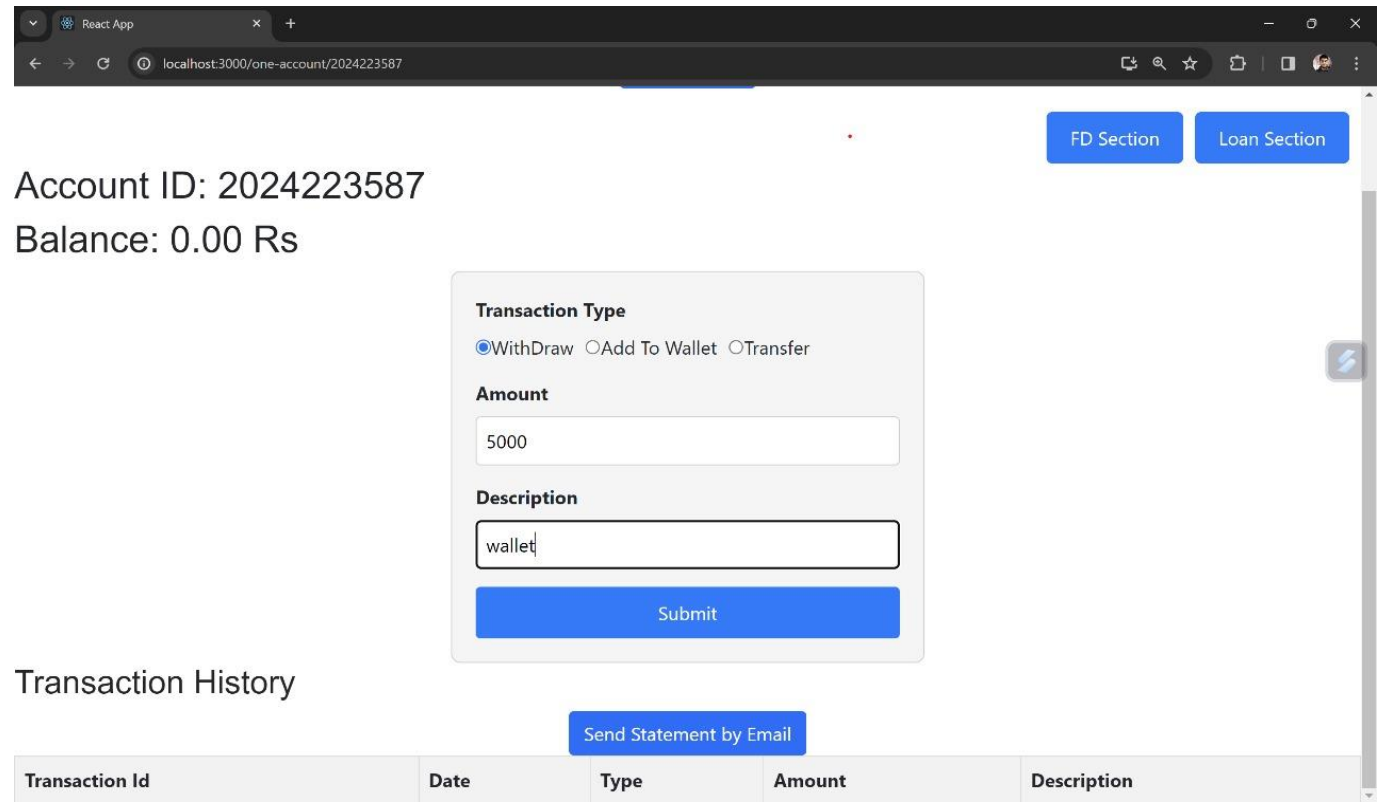 React App
localhost:3000/one-account/2024223587
FD Section Loan Section
Account ID: 2024223587
Balance: 0.00 Rs
Transaction Type
WithDraw Add To Wallet Transfer
Amount
5000
Description
wallet
Submit
Transaction History
Send Statement by Email
Transaction Id Date Type Amount Description